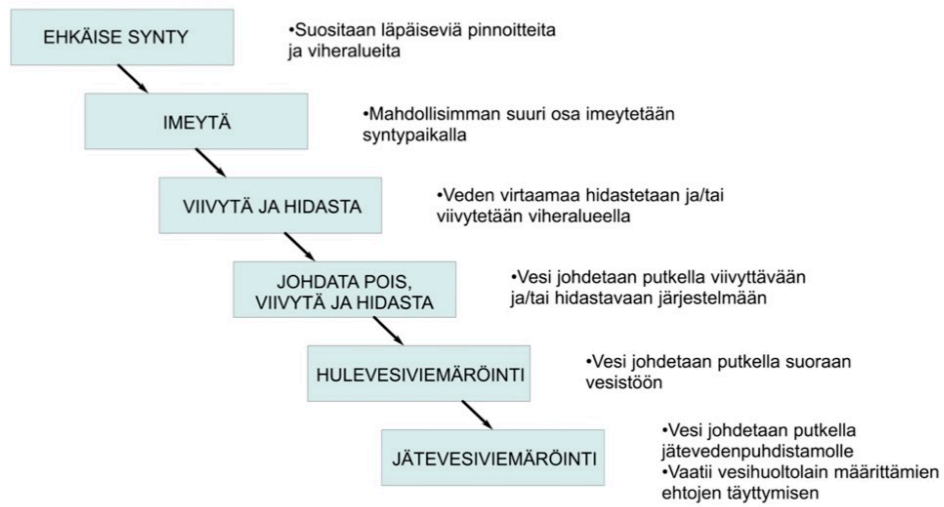 EHKÄISE SYNTY
•Suositaan läpäiseviä pinnoitteita
ja viheralueita
IMEYTÄ
•Mahdollisimman suuri osa imeytetään
syntypaikalla
VIIVYTÄ JA HIDASTA
•Veden virtaamaa hidastetaan ja/tai
viivytetään viheralueella
JOHDATA POIS,
VIIVYTÄ JA HIDASTA
•Vesi johdetaan putkella viivyttävään
ja/tai hidastavaan järjestelmään
HULEVESIVIEMÄRÖINTI
•Vesi johdetaan putkella suoraan
vesistöön
JÄTEVESIVIEMÄRÖINTI
•Vesi johdetaan putkella
jätevedenpuhdistamolle
•Vaatii vesihuoltolain määrittämien
ehtojen täyttymisen